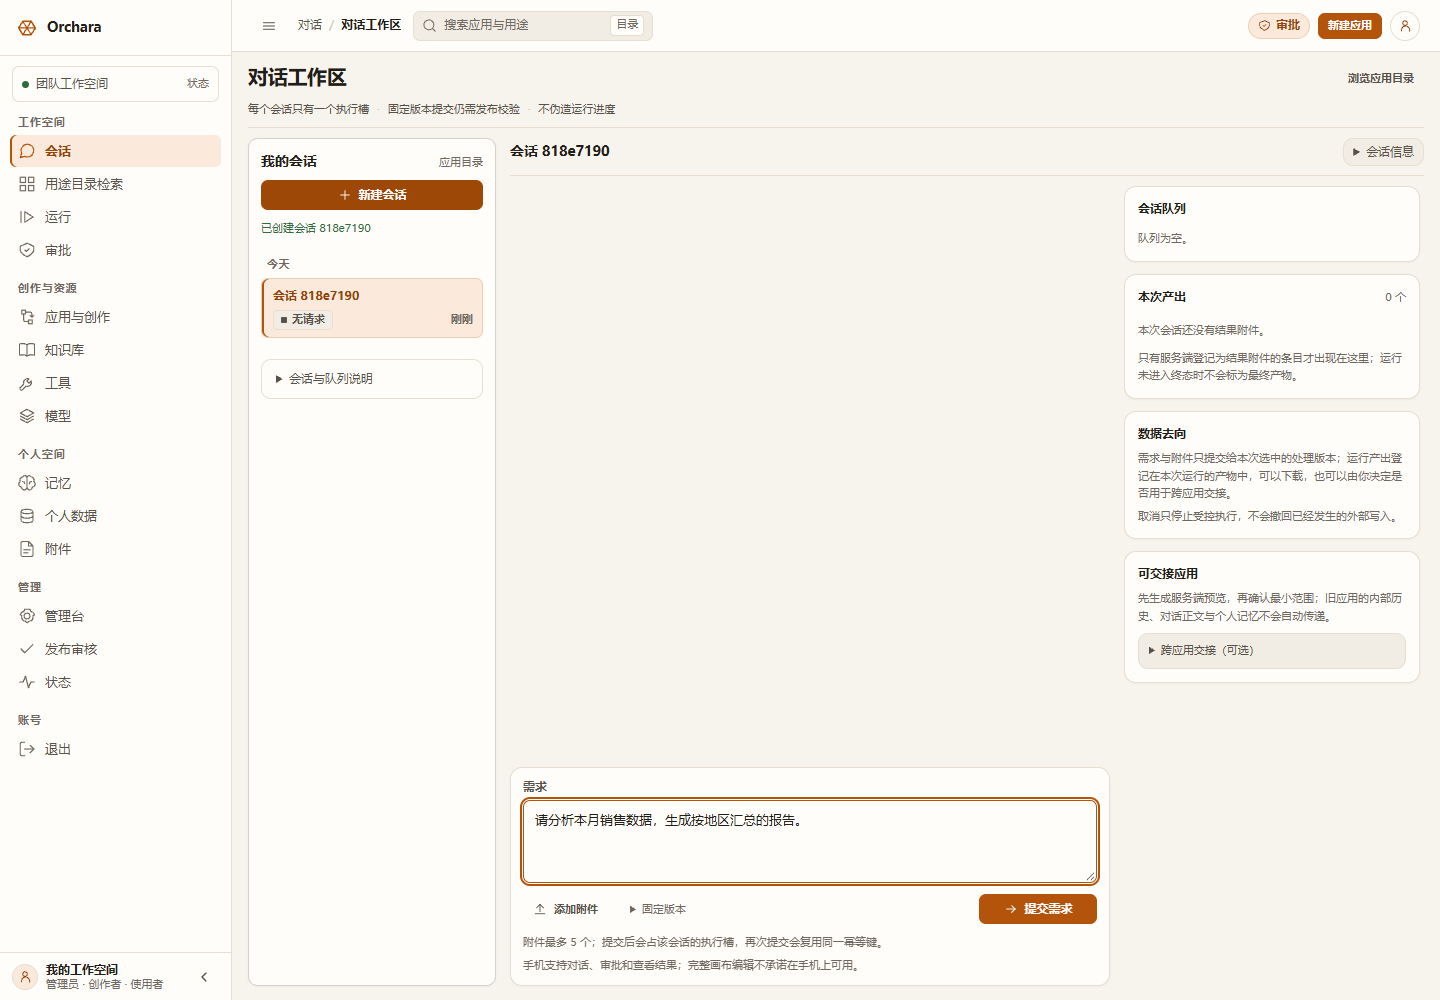 Orchara
团队工作空间 状态
工作空间
会话
用途目录检索
运行
审批
创作与资源
应用与创作
知识库
工具
模型
个人空间
记忆
个人数据
附件
管理
管理台
发布审核
状态
账号
退出
我的工作空间
管理员 · 创作者 · 使用者
对话 / 对话工作区 搜索应用与用途 目录 审批 新建应用
对话工作区 浏览应用目录
每个会话只有一个执行槽 · 固定版本提交仍需发布校验 · 不伪造运行进度
我的会话 应用目录
新建会话
已创建会话 818e7190
今天
会话 818e7190
无请求 刚刚
会话与队列说明
会话 818e7190 会话信息
需求
请分析本月销售数据，生成按地区汇总的报告。
添加附件 固定版本 提交需求
附件最多 5 个；提交后会占该会话的执行槽，再次提交会复用同一幂等键。
手机支持对话、审批和查看结果；完整画布编辑不承诺在手机上可用。
会话队列
队列为空。
本次产出 0 个
本次会话还没有结果附件。
只有服务端登记为结果附件的条目才出现在这里；运行
未进入终态时不会标为最终产物。
数据去向
需求与附件只提交给本次选中的处理版本；运行产出登
记在本次运行的产物中，可以下载，也可以由你决定是
否用于跨应用交接。
取消只停止受控执行，不会撤回已经发生的外部写入。
可交接应用
先生成服务端预览，再确认最小范围；旧应用的内部历
史、对话正文与个人记忆不会自动传递。
跨应用交接（可选）